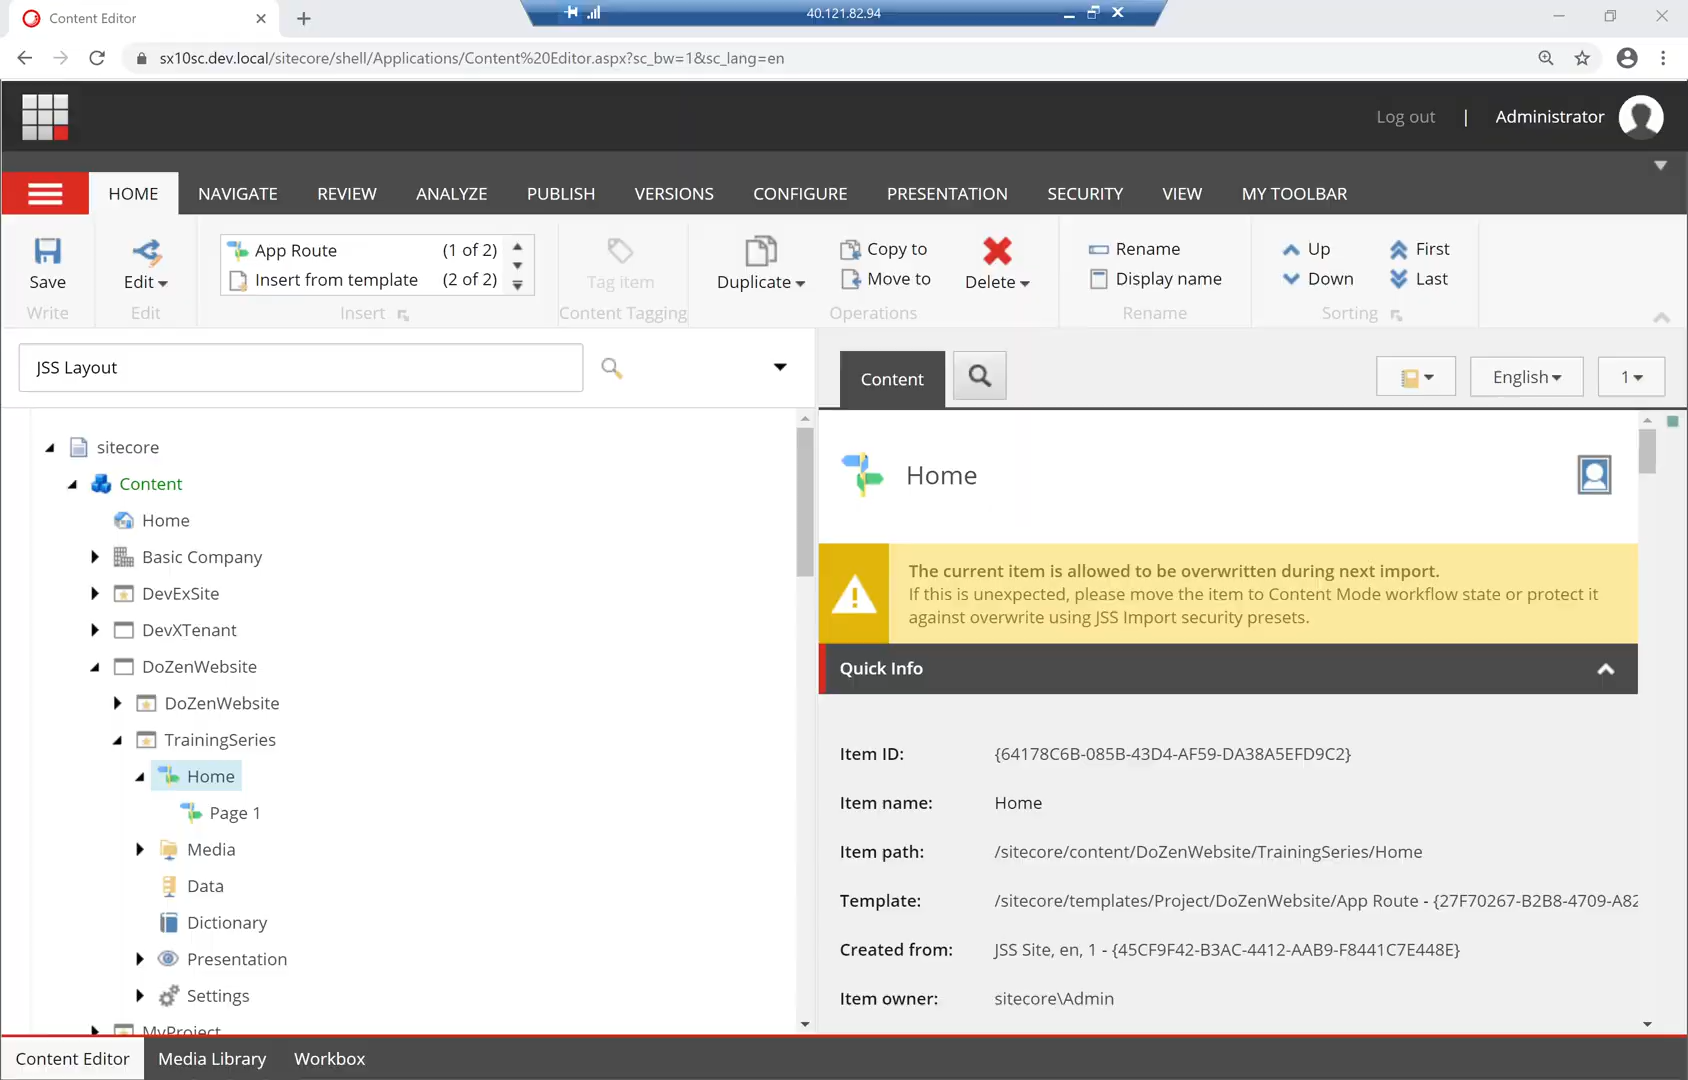 Content Editor
40.121.82.94
sx10sc.dev.local/sitecore/shell/Applications/Content%20Editor.aspx?sc_bw=1&sc_lang=en
Log out | Administrator
HOME NAVIGATE REVIEW ANALYZE PUBLISH VERSIONS CONFIGURE PRESENTATION SECURITY VIEW MY TOOLBAR
App Route (1 of 2) Copy to Rename Up First
Save Edit Insert from template (2 of 2) Tag item Duplicate Move to Delete Display name Down Last
Write Edit Insert Content Tagging Operations Rename Sorting
JSS Layout
Content English 1
sitecore
Content
Home
Basic Company
DevExSite
DevXTenant
DoZenWebsite
DoZenWebsite
TrainingSeries
Home
Page 1
Media
Data
Dictionary
Presentation
Settings
MyProject
Home
The current item is allowed to be overwritten during next import.
If this is unexpected, please move the item to Content Mode workflow state or protect it
against overwrite using JSS Import security presets.
Quick Info
Item ID: {64178C6B-085B-43D4-AF59-DA38A5EFD9C2}
Item name: Home
Item path: /sitecore/content/DoZenWebsite/TrainingSeries/Home
Template: /sitecore/templates/Project/DoZenWebsite/App Route - {27F70267-B2B8-4709-A82
Created from: JSS Site, en, 1 - {45CF9F42-B3AC-4412-AAB9-F8441C7E448E}
Item owner: sitecore\Admin
Content Editor Media Library Workbox